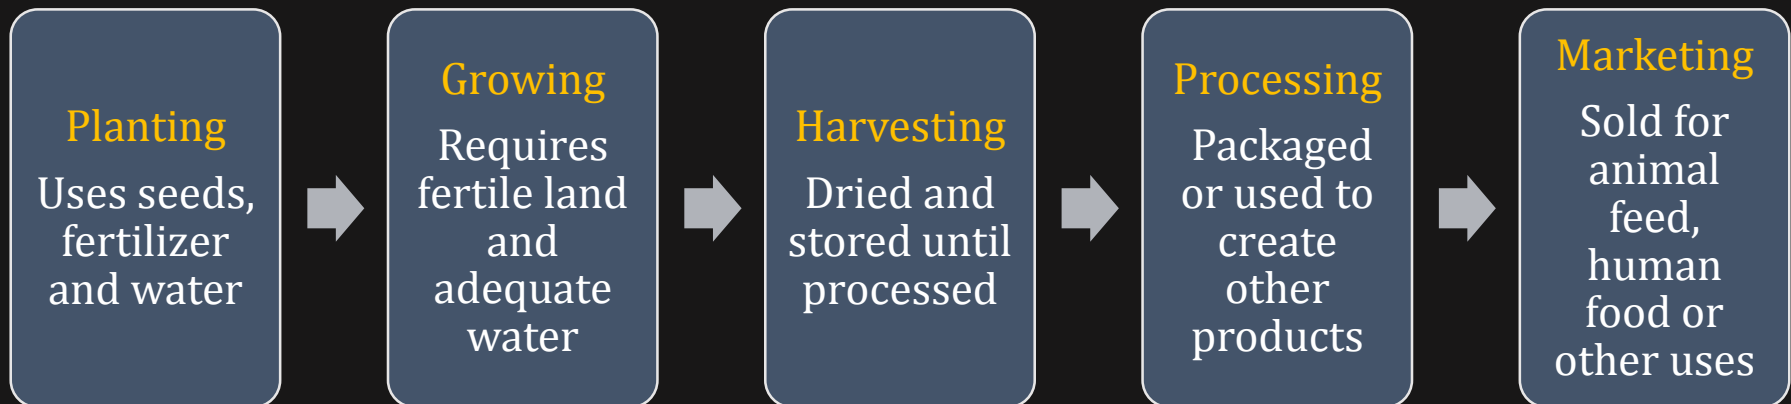 Planting
Uses seeds,
fertilizer
and water
Growing
Requires
fertile land
and
adequate
water
Harvesting
Dried and
stored until
processed
Processing
Packaged
or used to
create
other
products
Marketing
Sold for
animal
feed,
human
food or
other uses